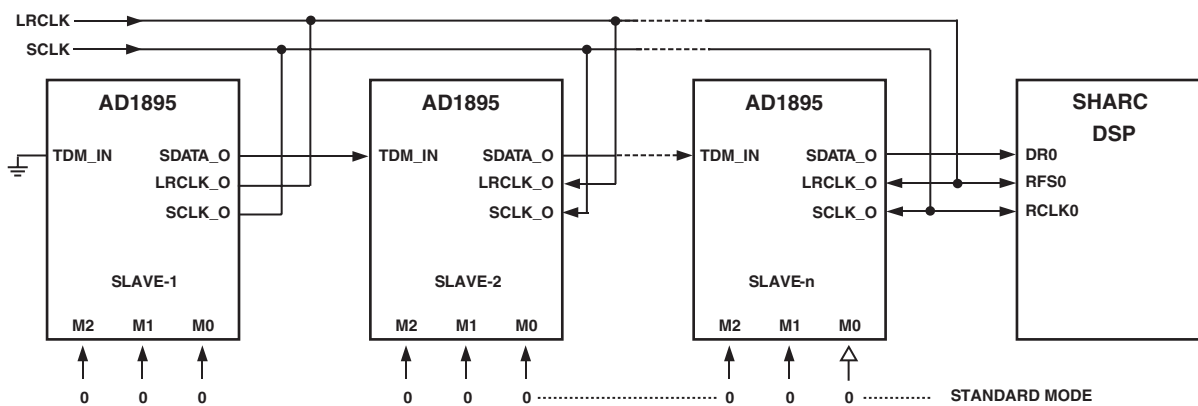 LRCLK
SCLK
AD1895 AD1895 AD1895 SHARC
DSP
TDM_IN SDATA_O TDM_IN SDATA_O TDM_IN SDATA_O DR0
LRCLK_O LRCLK_O LRCLK_O RFS0
SCLK_O SCLK_O SCLK_O RCLK0
SLAVE-1 SLAVE-2 SLAVE-n
M2 M1 M0 M2 M1 M0 M2 M1 M0
0 0 0 0 0 0 0 0 0 STANDARD MODE